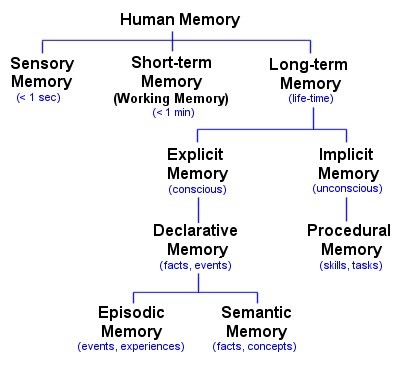 Human Memory
Sensory
Memory
(< 1 sec)
Short-term
Memory
(Working Memory)
(< 1 min)
Long-term
Memory
(life-time)
Explicit
Memory
(conscious)
Implicit
Memory
(unconscious)
Declarative
Memory
(facts, events)
Procedural
Memory
(skills, tasks)
Episodic
Memory
(events, experiences)
Semantic
Memory
(facts, concepts)